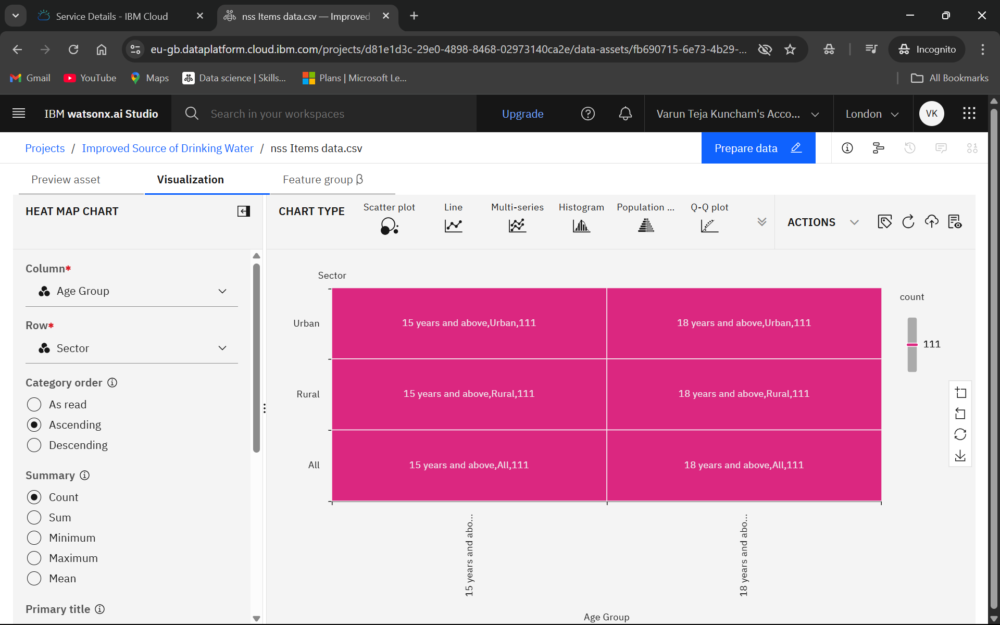 Service Details - IBM Cloud
nss Items data.csv — Improved
eu-gb.dataplatform.cloud.ibm.com/projects/d81e1d3c-29e0-4898-8468-02973140ca2e/data-assets/fb690715-6e73-4b29-...
Incognito
Gmail
YouTube
Maps
Data science | Skills...
Plans | Microsoft Le...
All Bookmarks
IBM watsonx.ai Studio
Search in your workspaces
Upgrade
Varun Teja Kuncham's Acco...
London
VK
Projects / Improved Source of Drinking Water / nss Items data.csv
Prepare data
Preview asset
Visualization
Feature group β
HEAT MAP CHART
CHART TYPE
Scatter plot
Line
Multi-series
Histogram
Population ...
Q-Q plot
ACTIONS
Column*
Age Group
Row*
Sector
Category order
As read
Ascending
Descending
Summary
Count
Sum
Minimum
Maximum
Mean
Primary title
Sector
Urban
15 years and above,Urban,111
18 years and above,Urban,111
Rural
15 years and above,Rural,111
18 years and above,Rural,111
All
15 years and above,All,111
18 years and above,All,111
15 years and abo...
18 years and abo...
Age Group
count
111